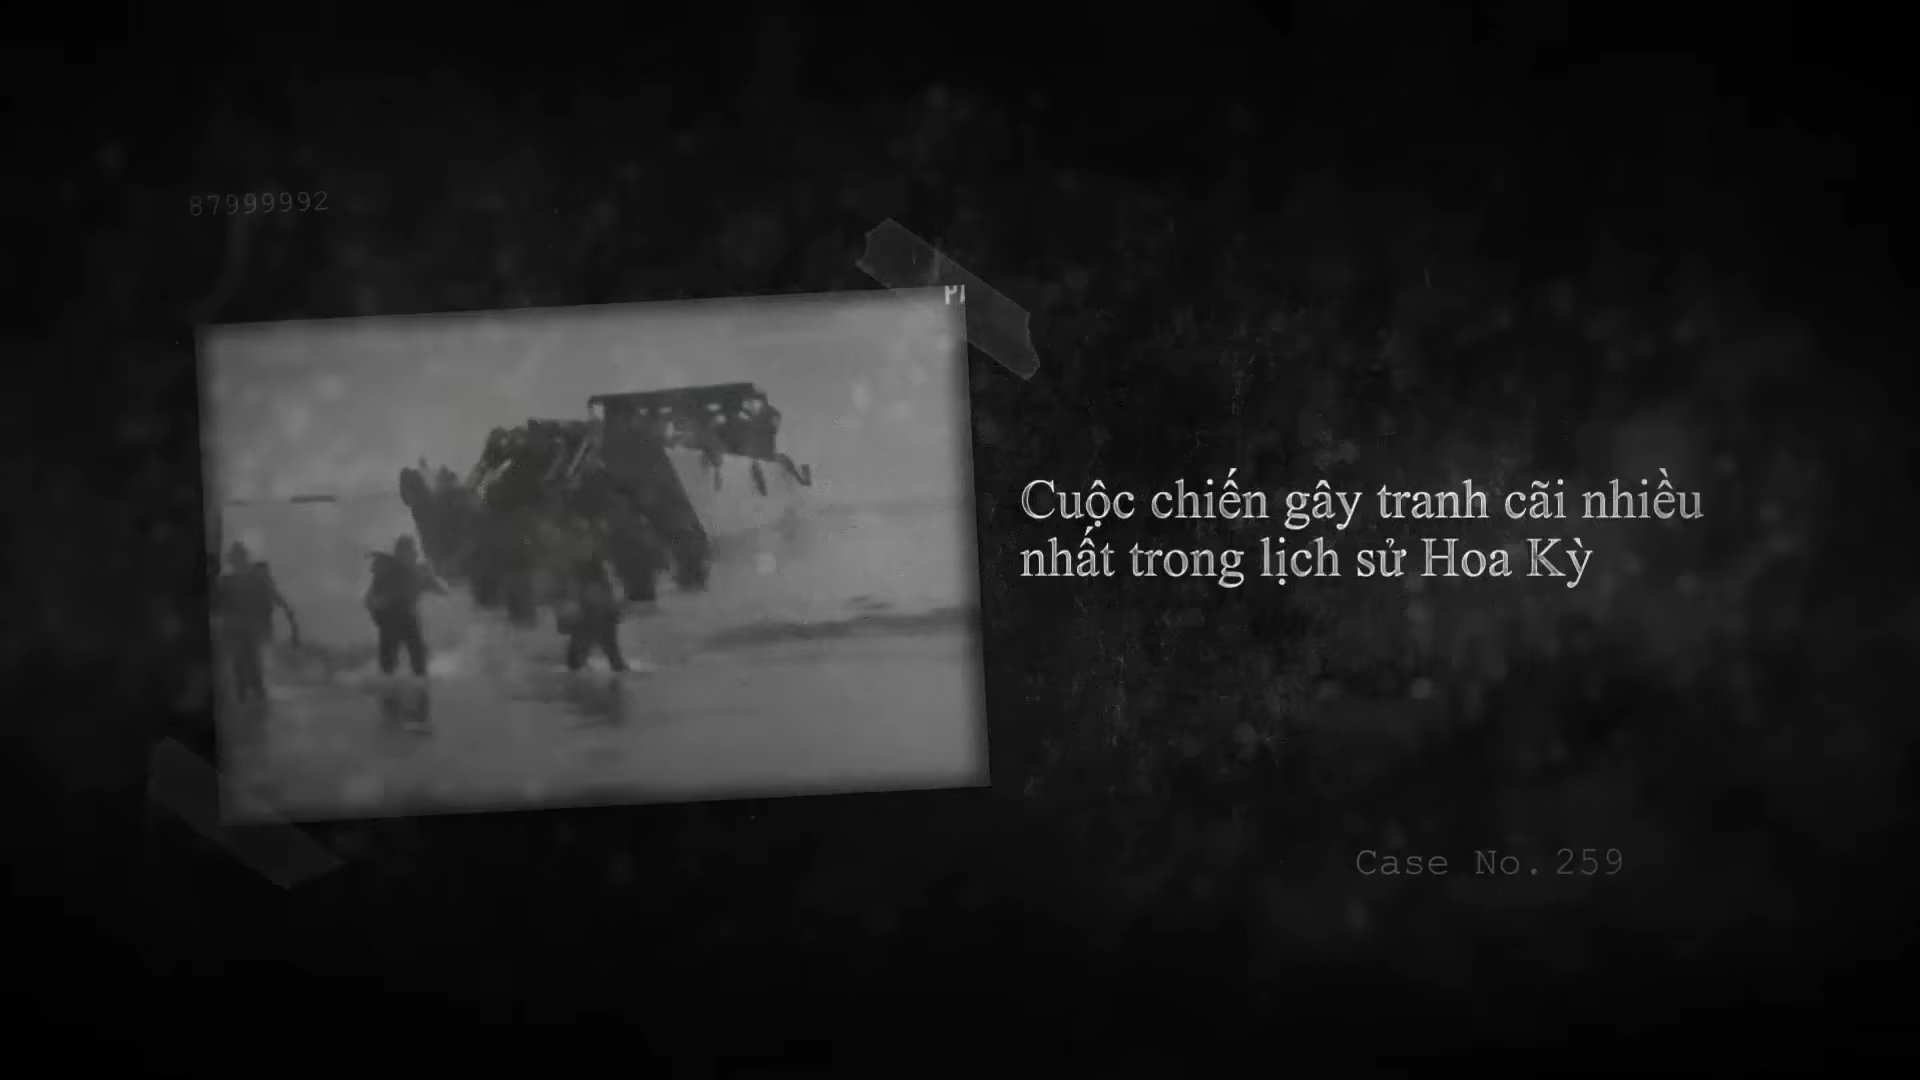 87999992
Cuộc chiến gây tranh cãi nhiều
nhất trong lịch sử Hoa Kỳ
Case No. 259